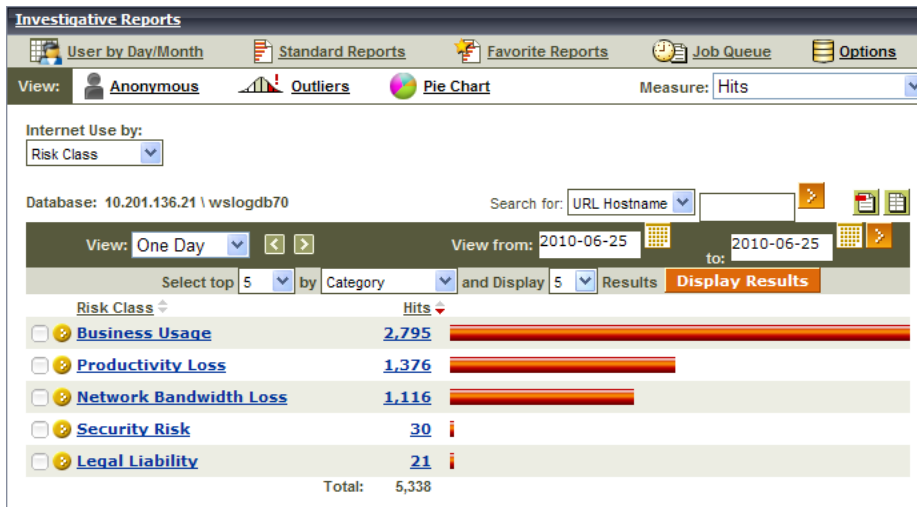 Investigative Reports
User by Day/Month Standard Reports Favorite Reports Job Queue Options
View: Anonymous Outliers Pie Chart Measure: Hits
Internet Use by:
Risk Class
Database: 10.201.136.21 \ wslogdb70 Search for: URL Hostname
View: One Day View from: 2010-06-25 to: 2010-06-25
Select top 5 by Category and Display 5 Results Display Results
Risk Class Hits
Business Usage 2,795
Productivity Loss 1,376
Network Bandwidth Loss 1,116
Security Risk 30
Legal Liability 21
Total: 5,338